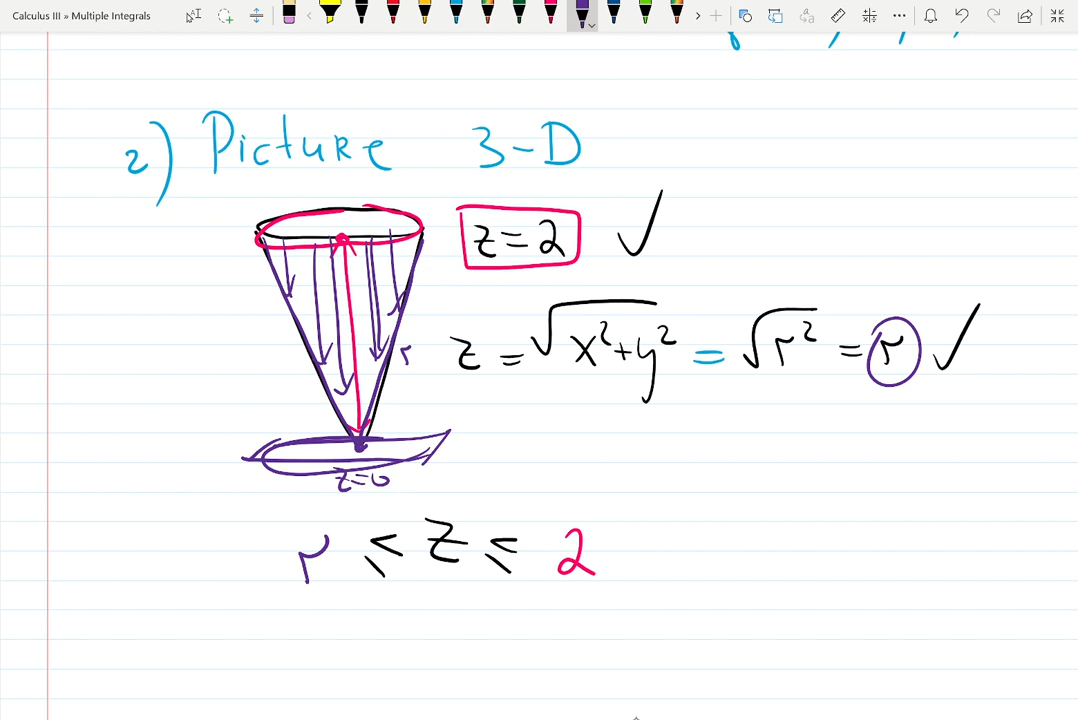 Calculus III » Multiple Integrals
2) Picture 3-D
z = 2 ✓
z = √x²+y² = √r² = r ✓
r
z=0
r ≤ z ≤ 2